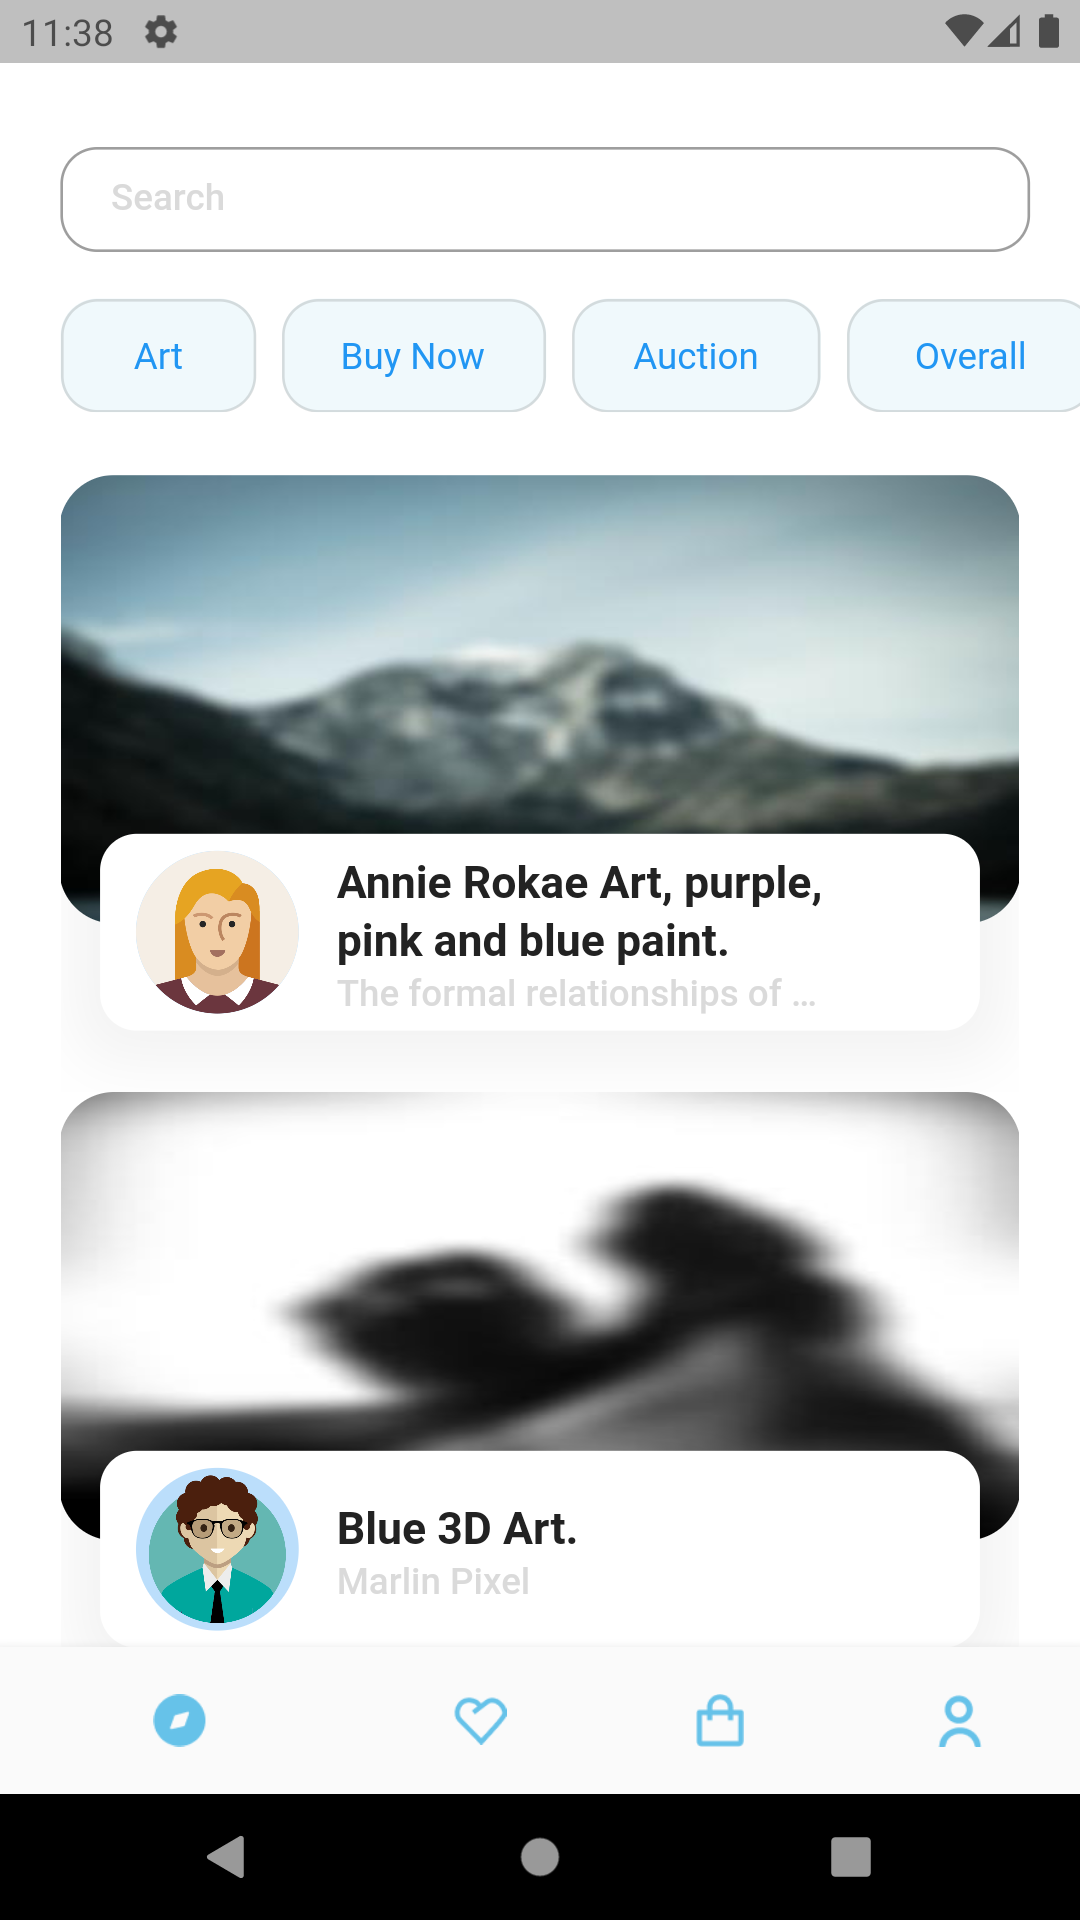 11:38
Search
Art
Buy Now
Auction
Overall
Annie Rokae Art, purple,
pink and blue paint.
The formal relationships of ...
Blue 3D Art.
Marlin Pixel